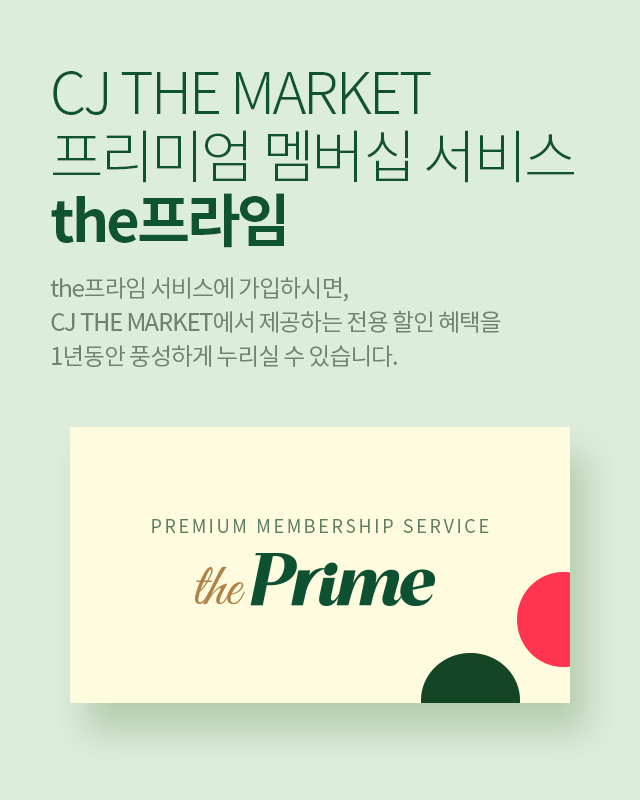 CJ THE MARKET
프리미엄 멤버십 서비스
the프라임
the프라임 서비스에 가입하시면,
CJ THE MARKET에서 제공하는 전용 할인 혜택을
1년동안 풍성하게 누리실 수 있습니다.
PREMIUM MEMBERSHIP SERVICE
the Prime